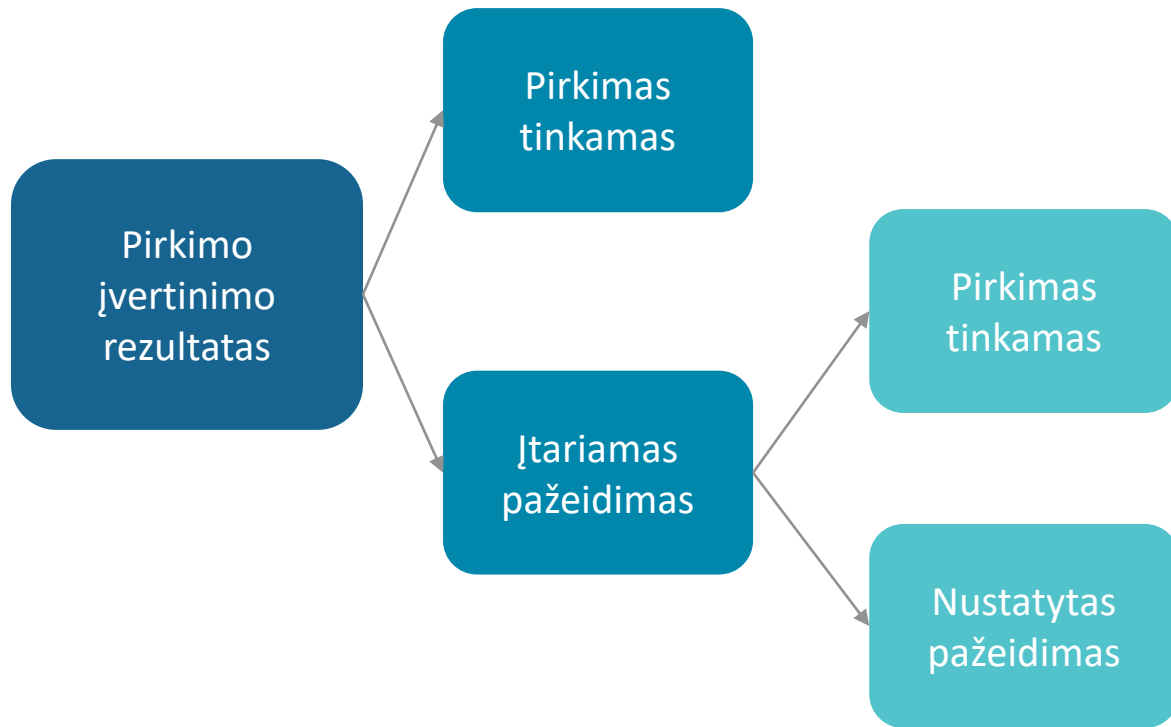 Pirkimo
įvertinimo
rezultatas
Pirkimas
tinkamas
Įtariamas
pažeidimas
Pirkimas
tinkamas
Nustatytas
pažeidimas